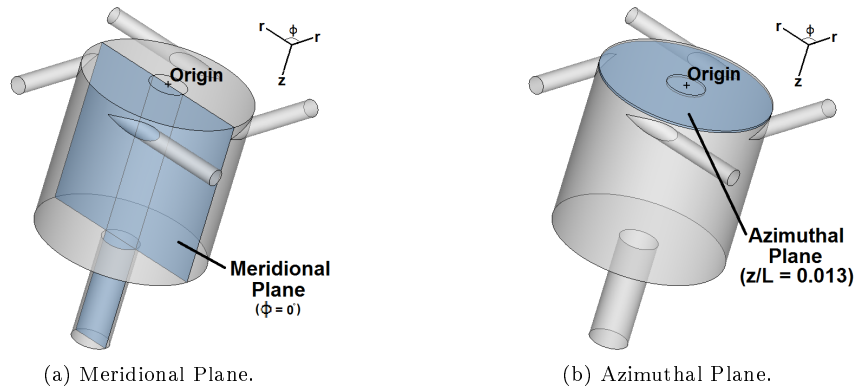 r
ϕ
r
z
Origin
Meridional
Plane
(ϕ = 0°)
(a) Meridional Plane.
r
ϕ
r
z
Origin
Azimuthal
Plane
(z/L = 0.013)
(b) Azimuthal Plane.